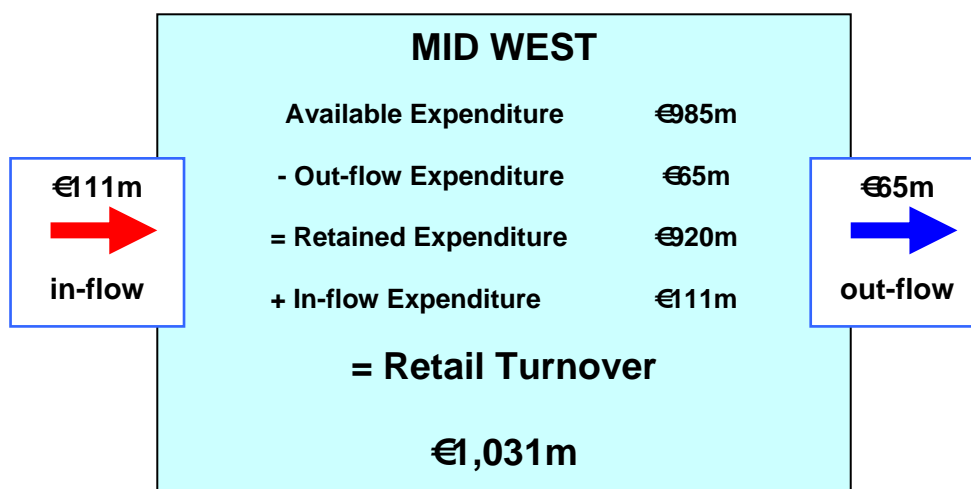 MID WEST
Available Expenditure €985m
- Out-flow Expenditure €65m
= Retained Expenditure €920m
+ In-flow Expenditure €111m
= Retail Turnover
€1,031m
€111m
in-flow
€65m
out-flow